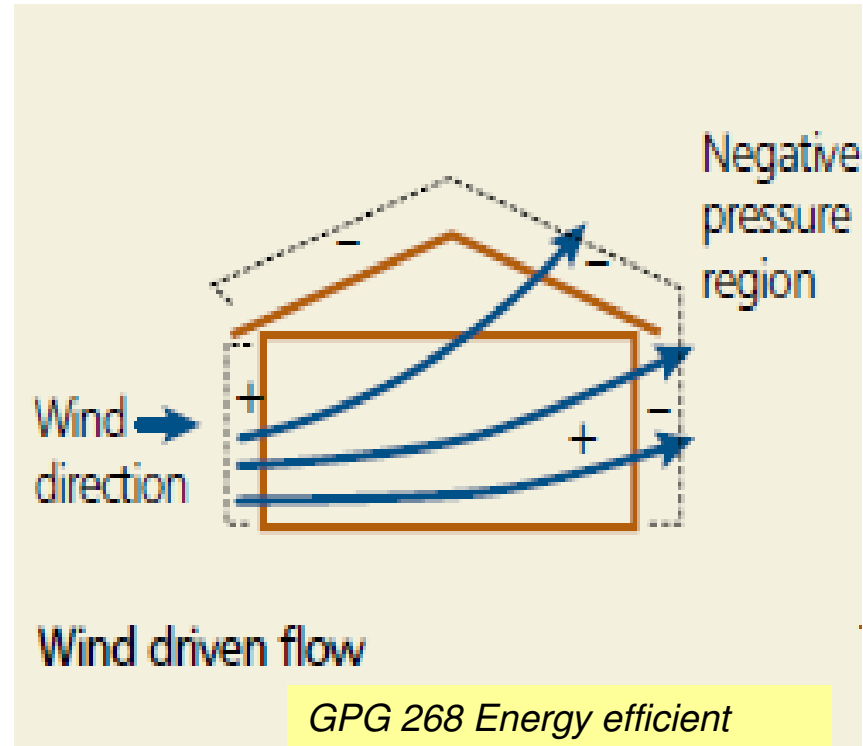 Negative
pressure
region
−
−
+
Wind
direction
−
+
Wind driven flow
GPG 268 Energy efficient